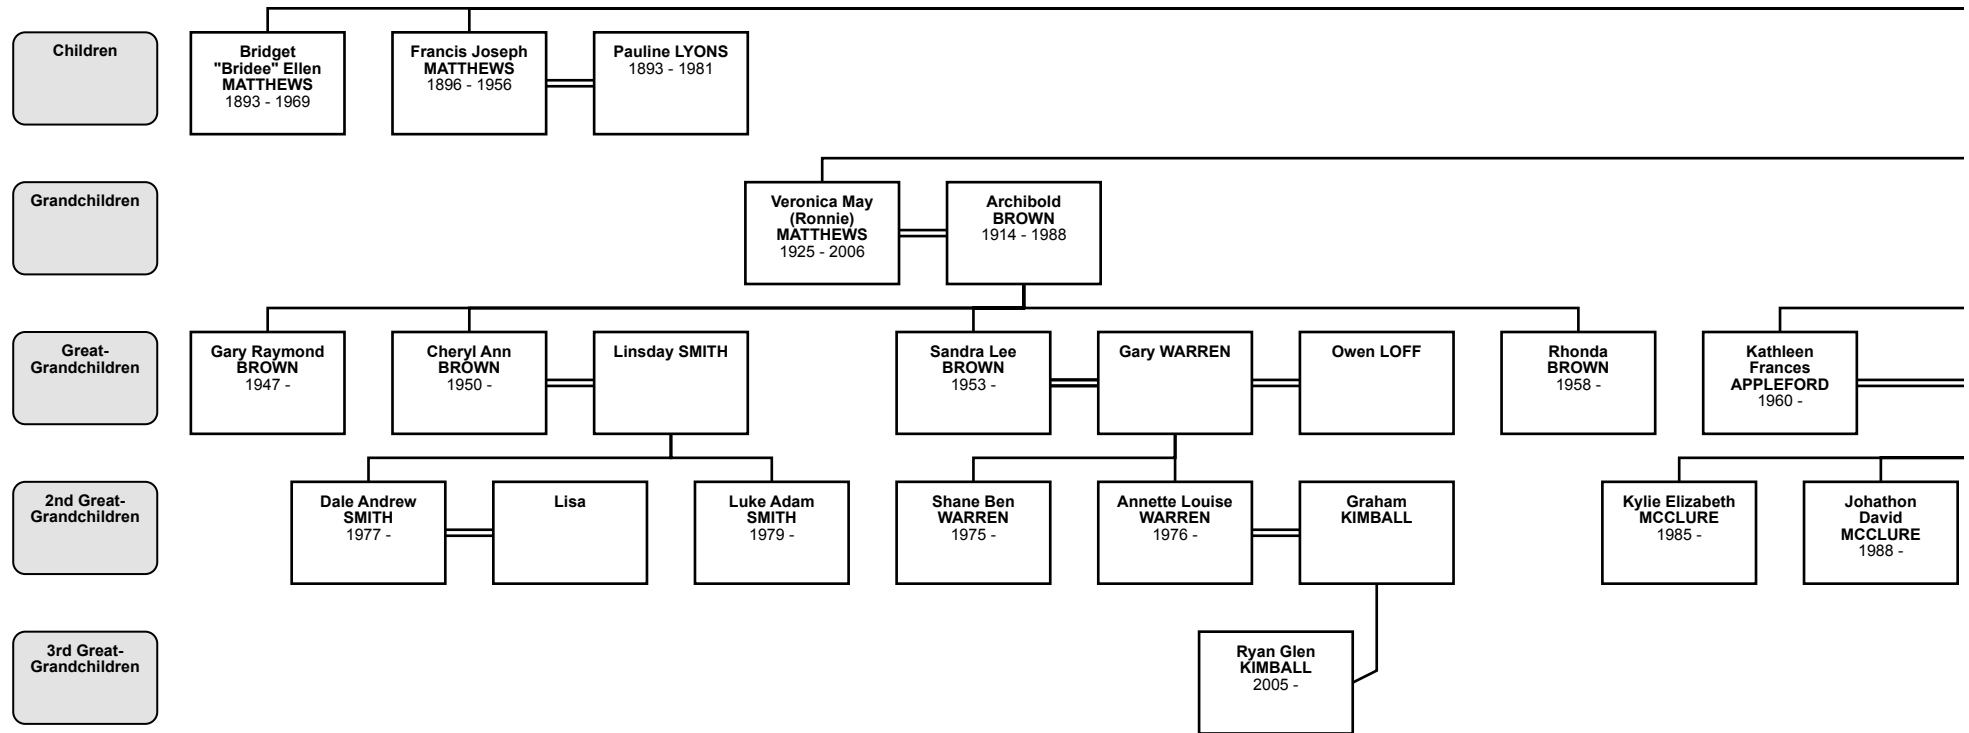 Children
Bridget
"Bridee" Ellen
MATTHEWS
1893 - 1969
Francis Joseph
MATTHEWS
1896 - 1956
Pauline LYONS
1893 - 1981
Grandchildren
Veronica May
(Ronnie)
MATTHEWS
1925 - 2006
Archibold
BROWN
1914 - 1988
Great-
Grandchildren
Gary Raymond
BROWN
1947 -
Cheryl Ann
BROWN
1950 -
Linsday SMITH
Sandra Lee
BROWN
1953 -
Gary WARREN
Owen LOFF
Rhonda
BROWN
1958 -
Kathleen
Frances
APPLEFORD
1960 -
2nd Great-
Grandchildren
Dale Andrew
SMITH
1977 -
Lisa
Luke Adam
SMITH
1979 -
Shane Ben
WARREN
1975 -
Annette Louise
WARREN
1976 -
Graham
KIMBALL
Kylie Elizabeth
MCCLURE
1985 -
Johathon
David
MCCLURE
1988 -
3rd Great-
Grandchildren
Ryan Glen
KIMBALL
2005 -